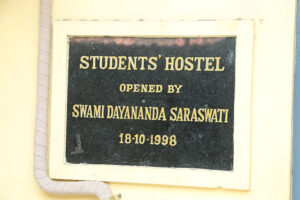 STUDENTS' HOSTEL
OPENED BY
SWAMI DAYANANDA SARASWATI
18-10-1998